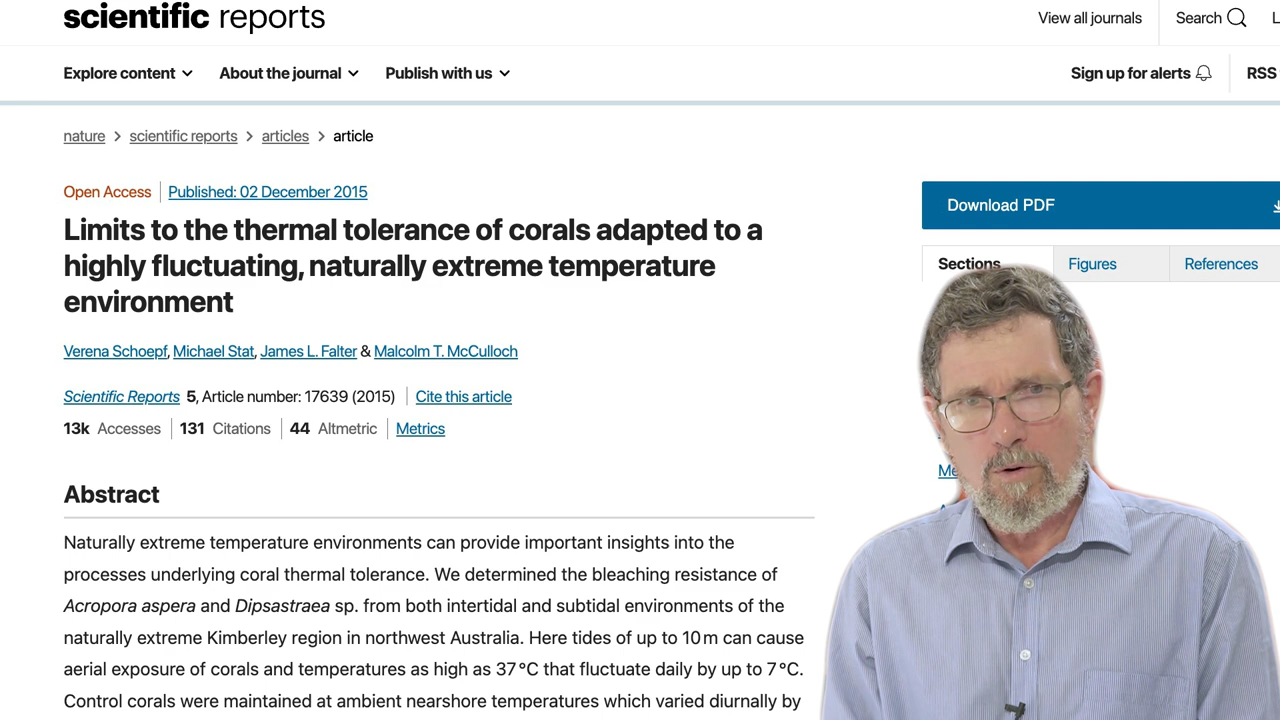 scientific reports
View all journals
Search
Explore content
About the journal
Publish with us
Sign up for alerts
RSS
nature > scientific reports > articles > article
Open Access
Published: 02 December 2015
Download PDF
Limits to the thermal tolerance of corals adapted to a
highly fluctuating, naturally extreme temperature
environment
Sections
Figures
References
Verena Schoepf, Michael Stat, James L. Falter & Malcolm T. McCulloch
Scientific Reports 5, Article number: 17639 (2015)
Cite this article
13k Accesses
131 Citations
44 Altmetric
Metrics
Abstract
Naturally extreme temperature environments can provide important insights into the
processes underlying coral thermal tolerance. We determined the bleaching resistance of
Acropora aspera and Dipsastraea sp. from both intertidal and subtidal environments of the
naturally extreme Kimberley region in northwest Australia. Here tides of up to 10 m can cause
aerial exposure of corals and temperatures as high as 37 °C that fluctuate daily by up to 7 °C.
Control corals were maintained at ambient nearshore temperatures which varied diurnally by